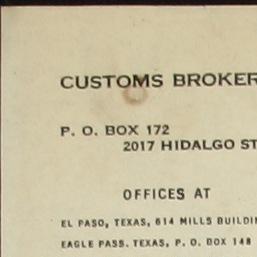 CUSTOMS BROKER
P. O. BOX 172
2017 HIDALGO ST
OFFICES AT
EL PASO, TEXAS, 614 MILLS BUILDIN
EAGLE PASS, TEXAS, P. O. BOX 148